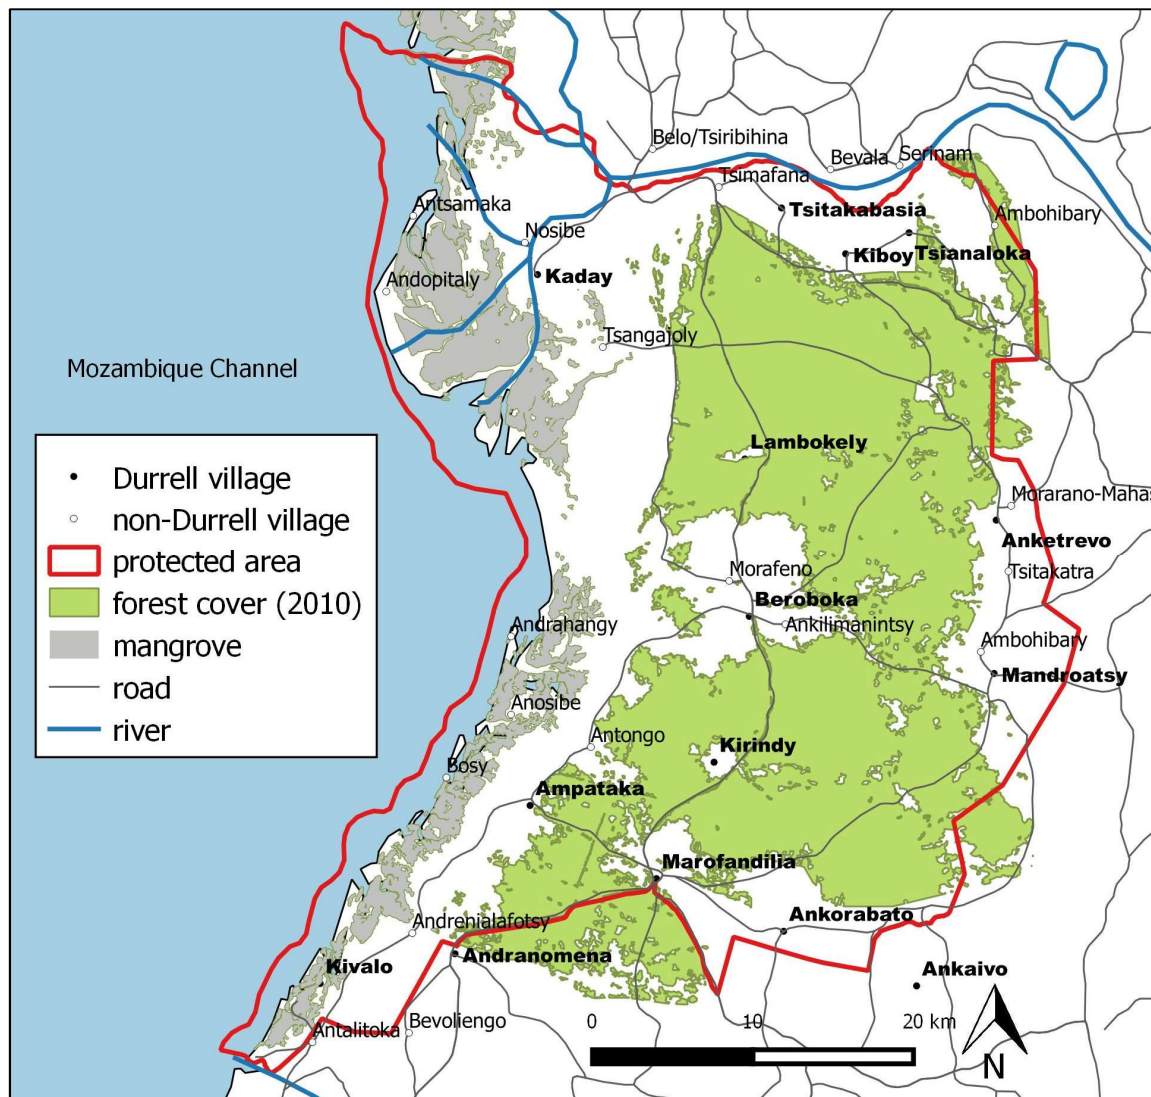 Belo/Tsiribihina
Bevala
Serinam
Tsimafana
Antsamaka
Tsitakabasia
Ambohibary
Nosibe
Kiboy
Tsianaloka
Kaday
Andopitaly
Tsangajoly
Mozambique Channel
Lambokely
Durrell village
non-Durrell village
protected area
forest cover (2010)
mangrove
road
river
Morarano-Mahas
Anketrevo
Morafeno
Tsitakatra
Beroboka
Andrahangy
Ankilimanintsy
Ambohibary
Mandroatsy
Anosibe
Antongo
Kirindy
Bosy
Ampataka
Marofandilia
Andrenialafotsy
Ankorabato
Andranomena
Kivalo
Ankaivo
Bevoliengo
Antalitoka
0 10 20 km
N